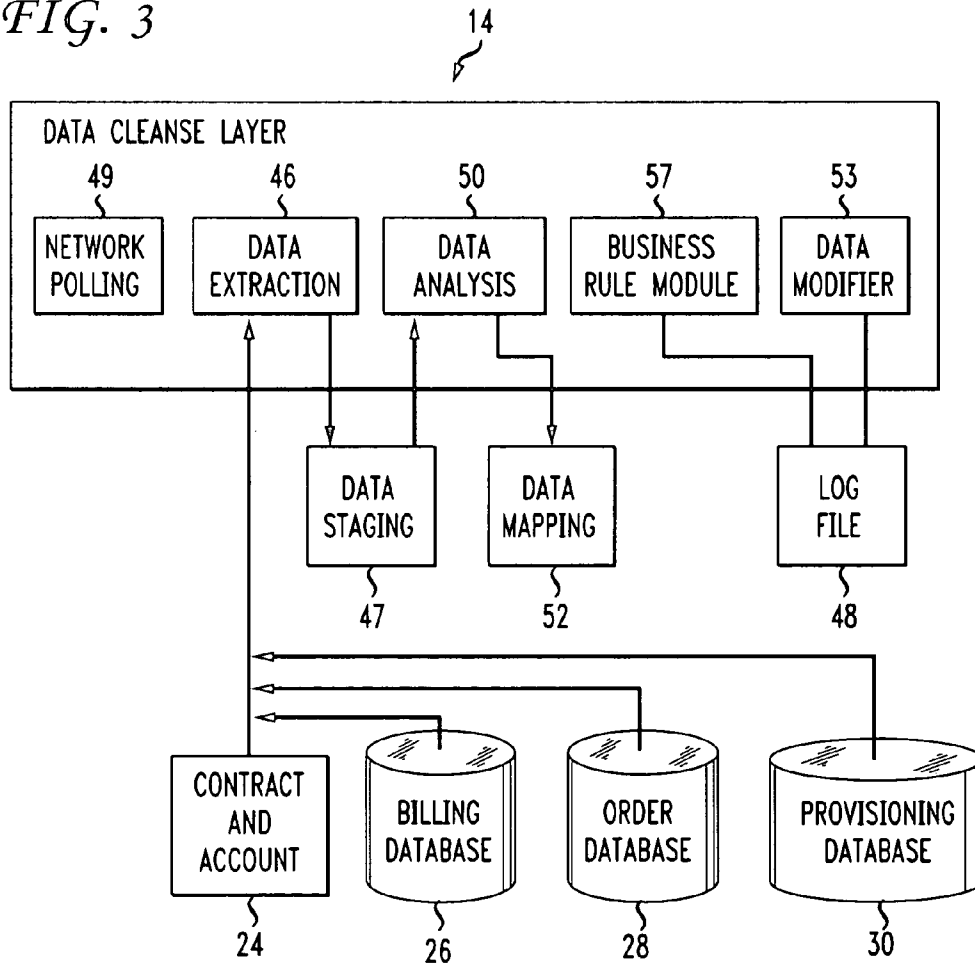 FIG. 3
14
DATA CLEANSE LAYER
49
46
50
57
53
NETWORK
POLLING
DATA
EXTRACTION
DATA
ANALYSIS
BUSINESS
RULE MODULE
DATA
MODIFIER
DATA
STAGING
DATA
MAPPING
LOG
FILE
47
52
48
CONTRACT
AND
ACCOUNT
BILLING
DATABASE
ORDER
DATABASE
PROVISIONING
DATABASE
24
26
28
30